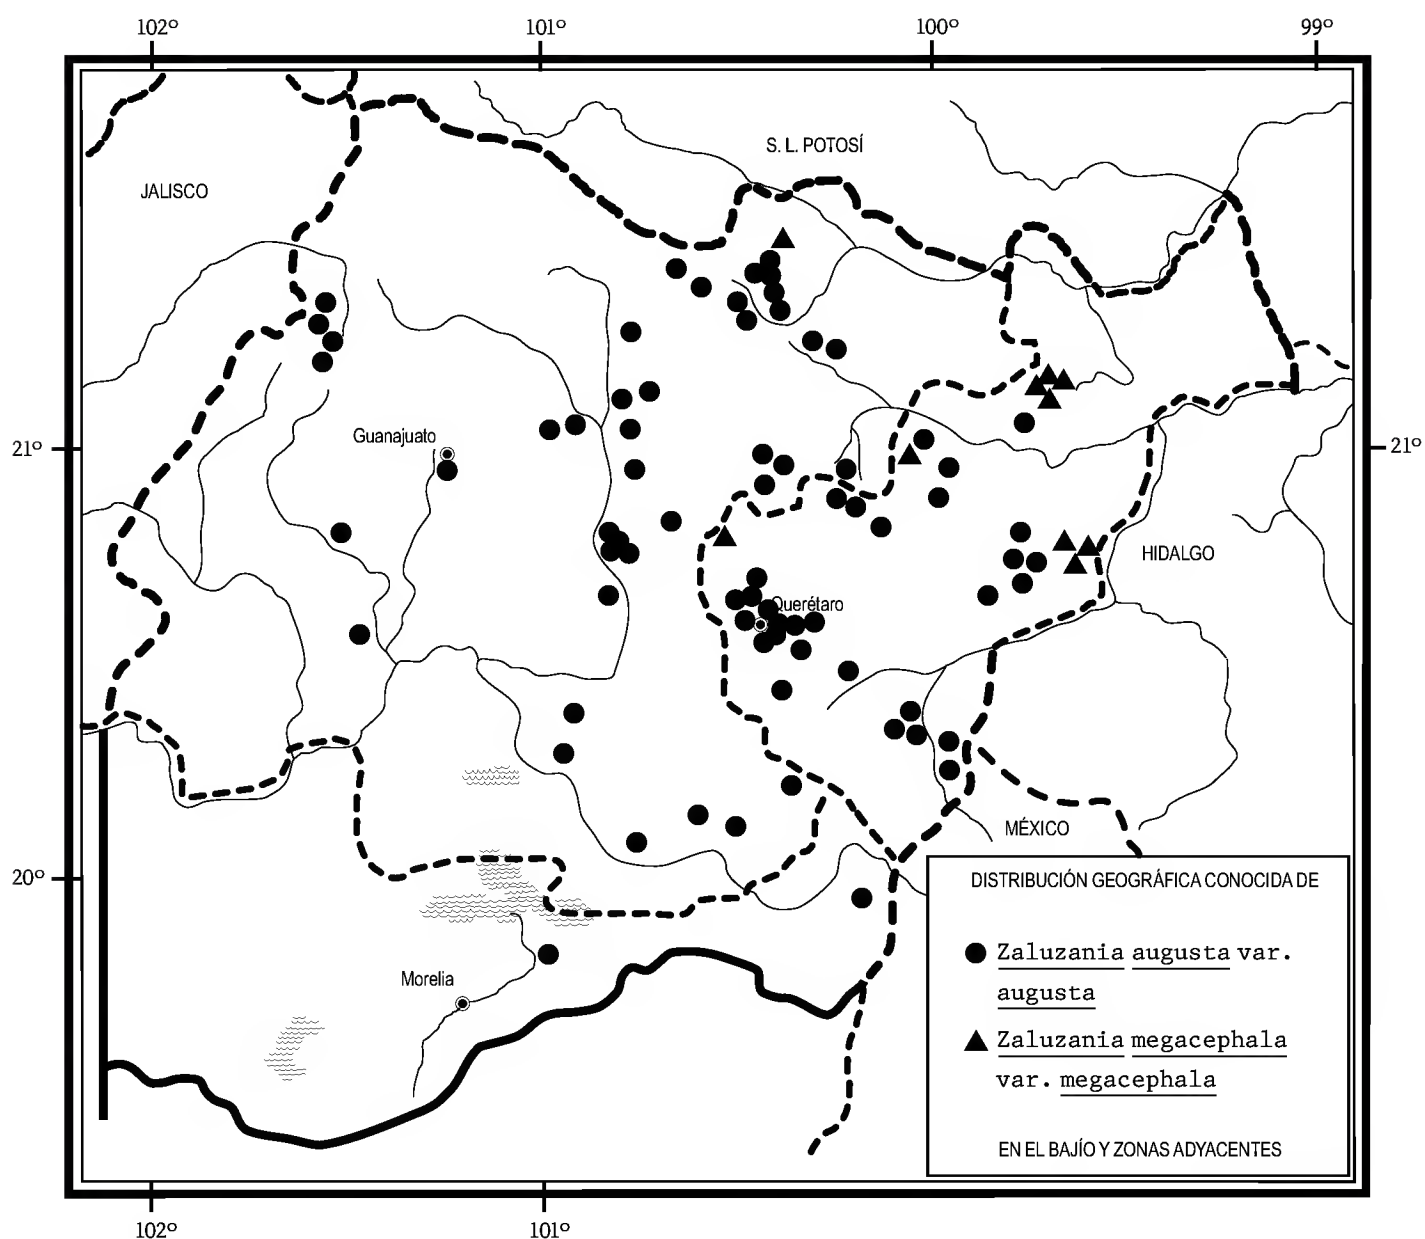 102º 101º 100º 99º
S. L. POTOSÍ
JALISCO
Guanajuato
21º 21º
HIDALGO
Querétaro
MÉXICO
20º
DISTRIBUCIÓN GEOGRÁFICA CONOCIDA DE
Zaluzania augusta var.
augusta
Morelia
Zaluzania megacephala
var. megacephala
EN EL BAJÍO Y ZONAS ADYACENTES
102º 101º